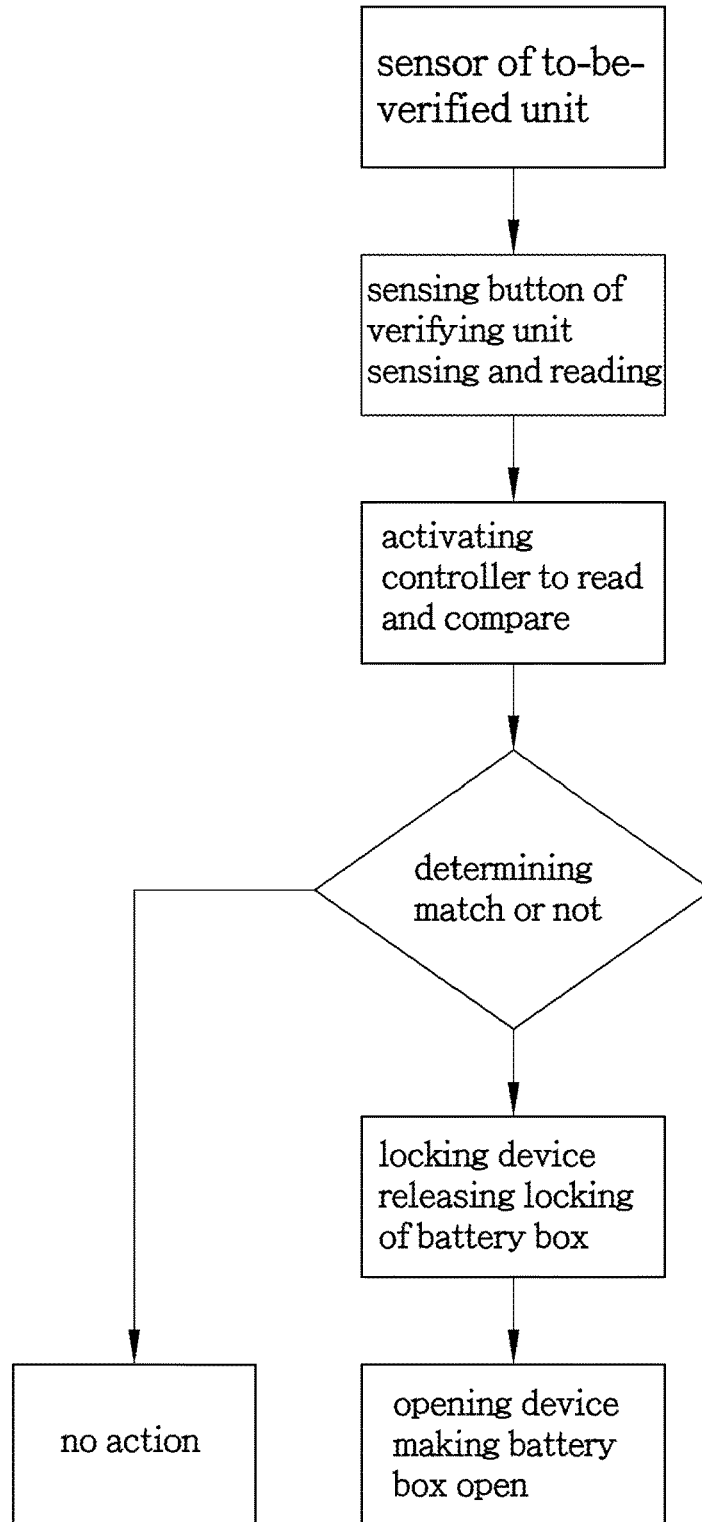 sensor of to-be-
verified unit
sensing button of
verifying unit
sensing and reading
activating
controller to read
and compare
determining
match or not
locking device
releasing locking
of battery box
no action
opening device
making battery
box open